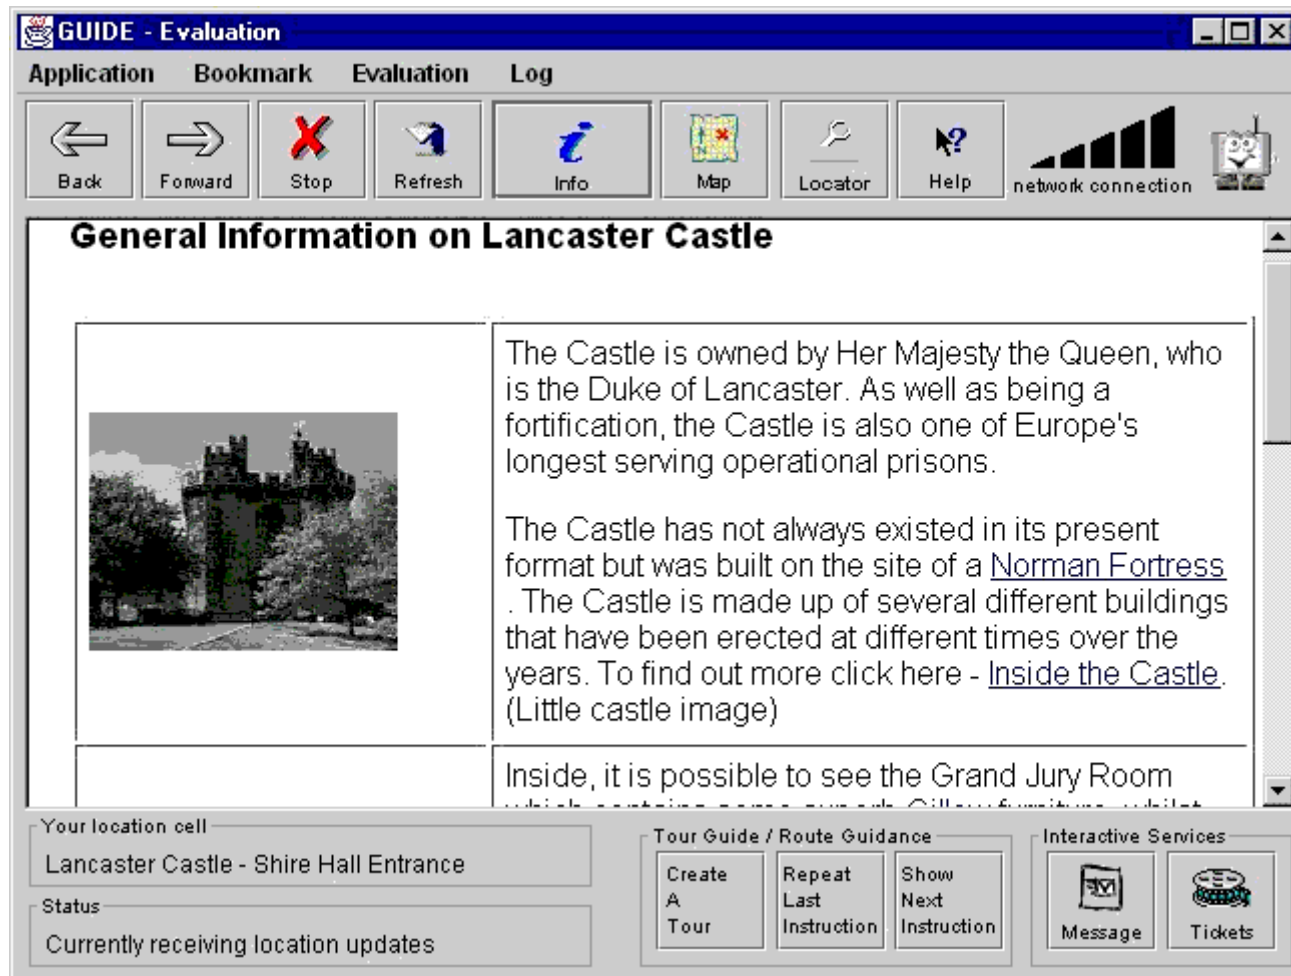 GUIDE - Evaluation
Application Bookmark Evaluation Log
Back Forward Stop Refresh Info Map Locator Help network connection
General Information on Lancaster Castle
The Castle is owned by Her Majesty the Queen, who
is the Duke of Lancaster. As well as being a
fortification, the Castle is also one of Europe's
longest serving operational prisons.
The Castle has not always existed in its present
format but was built on the site of a Norman Fortress
. The Castle is made up of several different buildings
that have been erected at different times over the
years. To find out more click here - Inside the Castle.
(Little castle image)
Inside, it is possible to see the Grand Jury Room
Your location cell
Lancaster Castle - Shire Hall Entrance
Status
Currently receiving location updates
Tour Guide / Route Guidance
Create
A
Tour
Repeat
Last
Instruction
Show
Next
Instruction
Interactive Services
Message Tickets